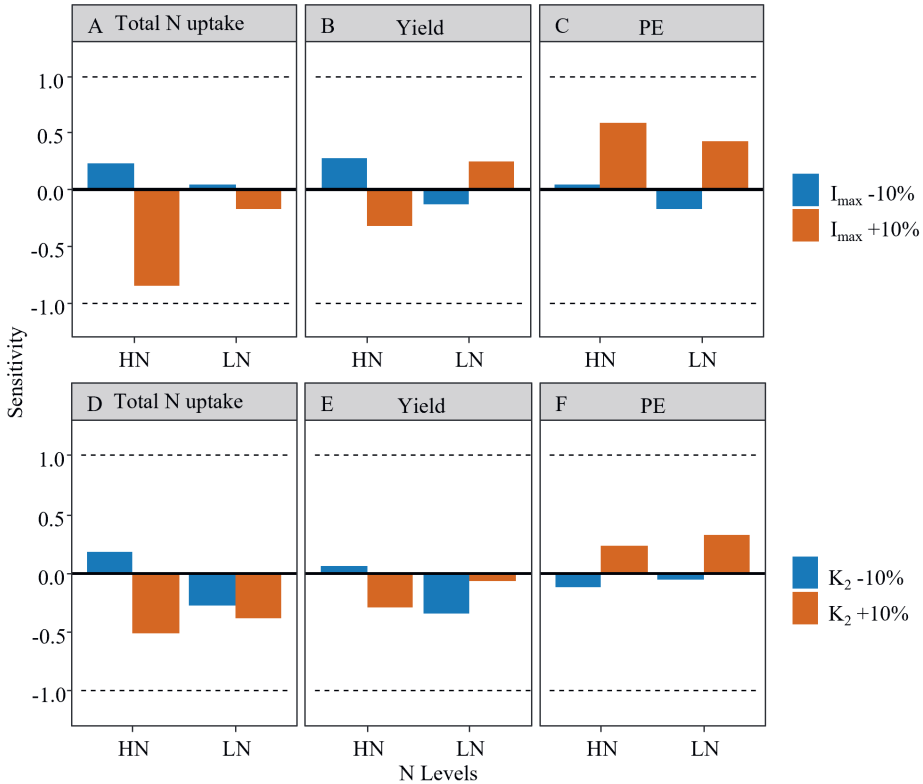 A Total N uptake
B Yield
C PE
1.0
0.5
0.0
-0.5
-1.0
HN LN
HN LN
HN LN
I_max -10%
I_max +10%
Sensitivity
D Total N uptake
E Yield
F PE
1.0
0.5
0.0
-0.5
-1.0
HN LN
HN LN
HN LN
K₂ -10%
K₂ +10%
N Levels